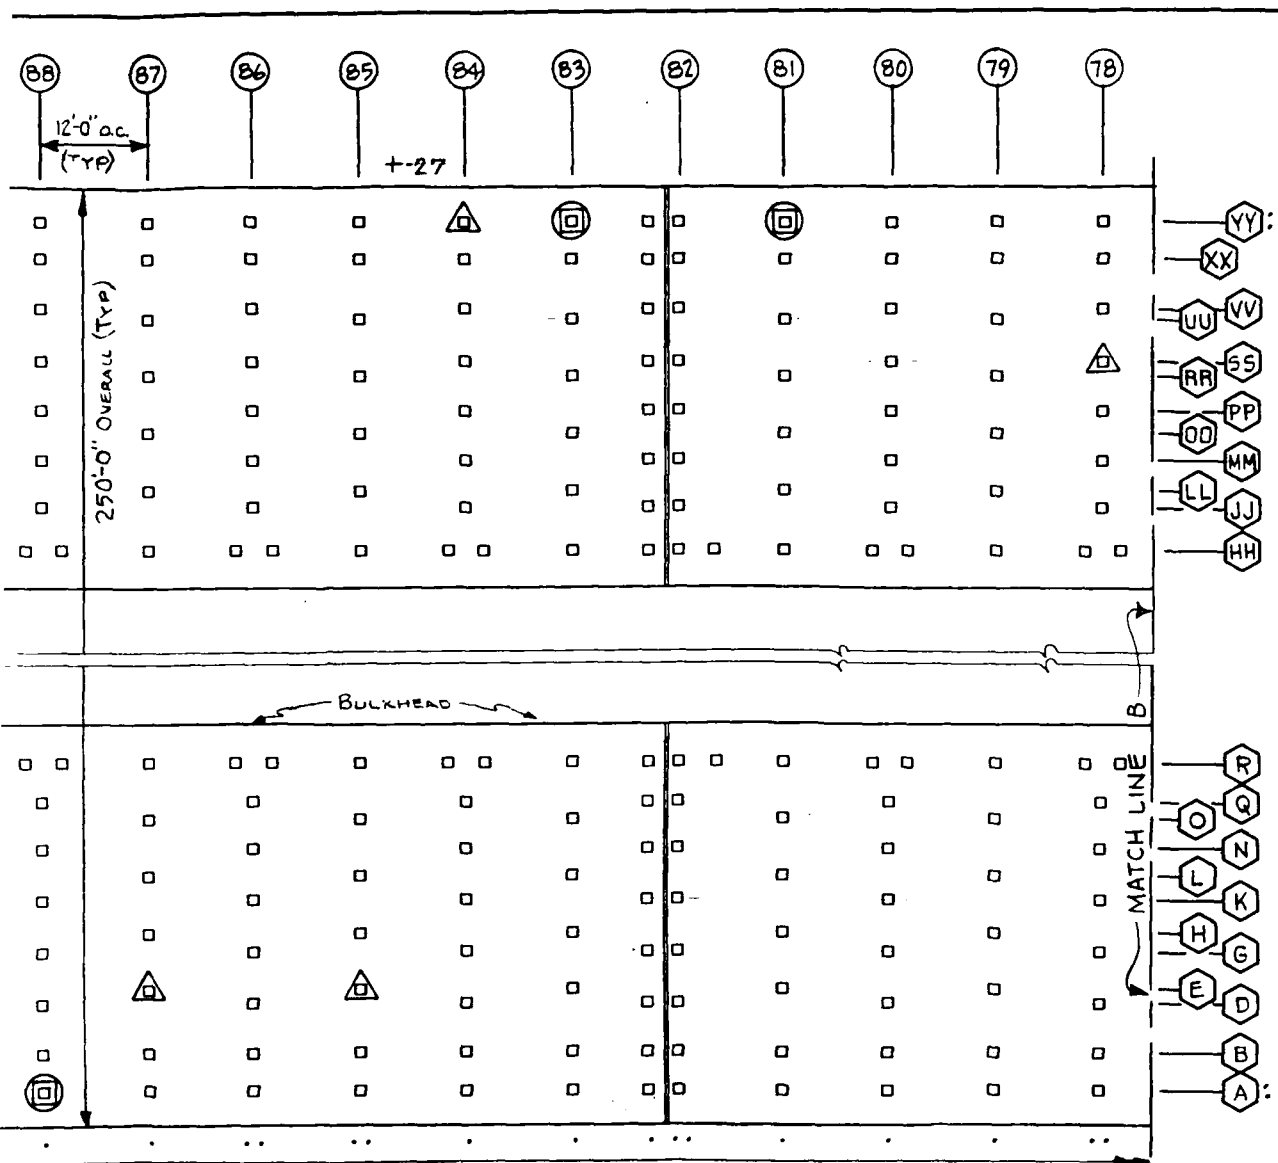 88 87 86 85 84 83 82 81 80 79 78
12'-0" o.c.
(TYP)
+-27
250'-0" OVERALL (TYP)
YY:
XX
VV
UU
SS
RR
PP
OO
MM
LL
JJ
HH
B
BULKHEAD
MATCH LINE
R
Q
O
N
L
K
H
G
E
D
B
A: